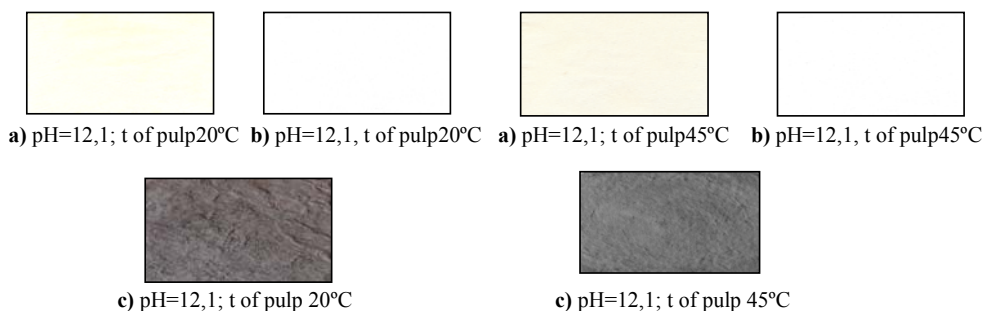 a) pH=12,1; t of pulp20ºC b) pH=12,1, t of pulp20ºC a) pH=12,1; t of pulp45ºC b) pH=12,1, t of pulp45ºC
c) pH=12,1; t of pulp 20ºC c) pH=12,1; t of pulp 45ºC